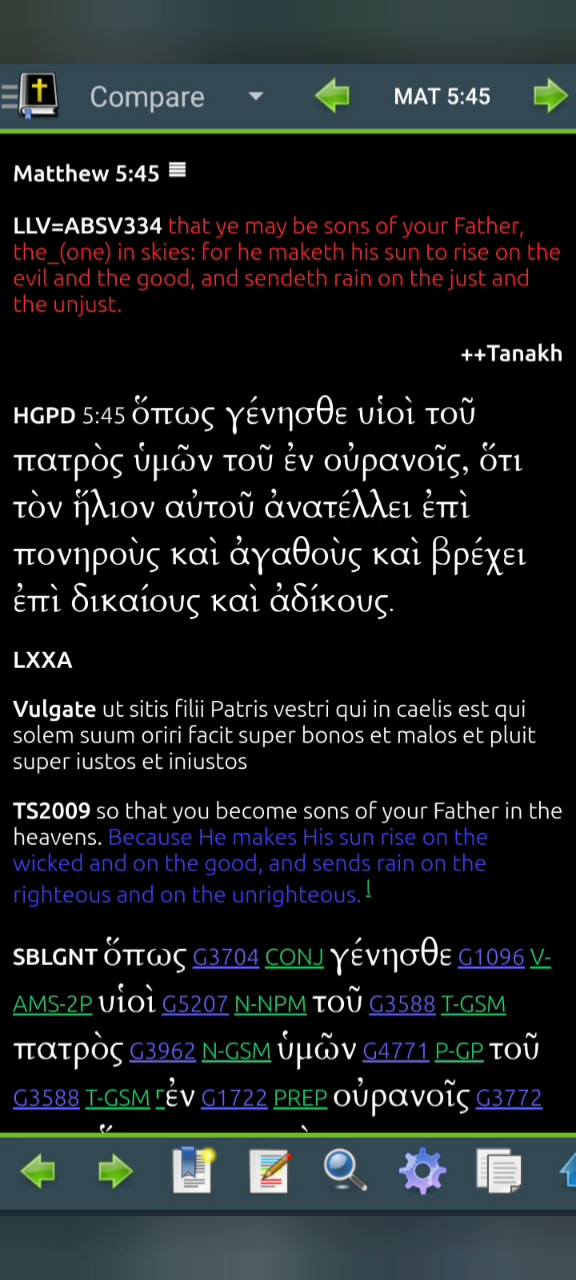 Compare
MAT 5:45
Matthew 5:45
LLV=ABSV334 that ye may be sons of your Father,
the_(one) in skies: for he maketh his sun to rise on the
evil and the good, and sendeth rain on the just and
the unjust.
++Tanakh
HGPD 5:45 ὅπως γένησθε υἱοὶ τοῦ
πατρὸς ὑμῶν τοῦ ἐν οὐρανοῖς, ὅτι
τὸν ἥλιον αὐτοῦ ἀνατέλλει ἐπὶ
πονηροὺς καὶ ἀγαθοὺς καὶ βρέχει
ἐπὶ δικαίους καὶ ἀδίκους.
LXXA
Vulgate ut sitis filii Patris vestri qui in caelis est qui
solem suum oriri facit super bonos et malos et pluit
super iustos et iniustos
TS2009 so that you become sons of your Father in the
heavens. Because He makes His sun rise on the
wicked and on the good, and sends rain on the
righteous and on the unrighteous. l
SBLGNT ὅπως G3704 CONJ γένησθε G1096 V-
AMS-2P υἱοὶ G5207 N-NPM τοῦ G3588 T-GSM
πατρὸς G3962 N-GSM ὑμῶν G4771 P-GP τοῦ
G3588 T-GSM ⸀ἐν G1722 PREP οὐρανοῖς G3772